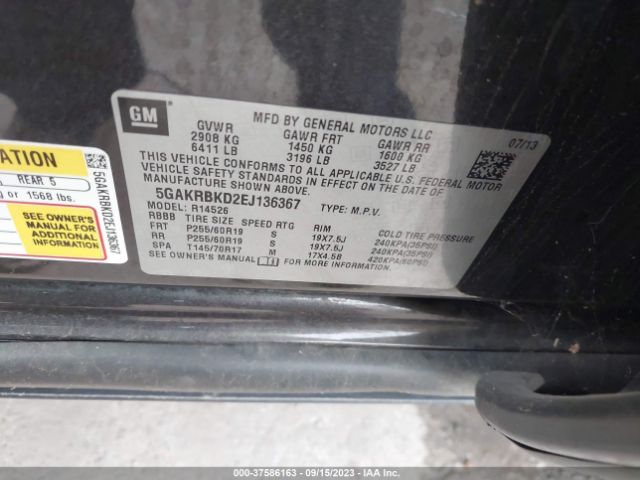 GM
MFD BY GENERAL MOTORS LLC
07/13
GVWR GAWR FRT GAWR RR
2908 KG 1450 KG 1600 KG
6411 LB 3196 LB 3527 LB
THIS VEHICLE CONFORMS TO ALL APPLICABLE U.S. FEDERAL MOTOR
VEHICLE SAFETY STANDARDS IN EFFECT ON THE DATE OF
MANUFACTURE SHOWN ABOVE.
5GAKRBKD2EJ136367 TYPE: M.P.V.
MODEL: R14526
RBBB TIRE SIZE SPEED RTG RIM COLD TIRE PRESSURE
FRT P255/60R19 S 19X7.5J 240KPA(35PSI)
RR P255/60R19 S 19X7.5J 240KPA(35PSI)
SPA T145/70R17 M 17X4.5B 420KPA(60PSI)
SEE OWNER'S MANUAL FOR MORE INFORMATION.
REAR 5
or 1568 lbs.
SEE OWNER'S
MANUAL FOR
ADDITIONAL
INFORMATION
5GAKRBKD2EJ136367
000-37586163 - 09/15/2023 - IAAI.COM